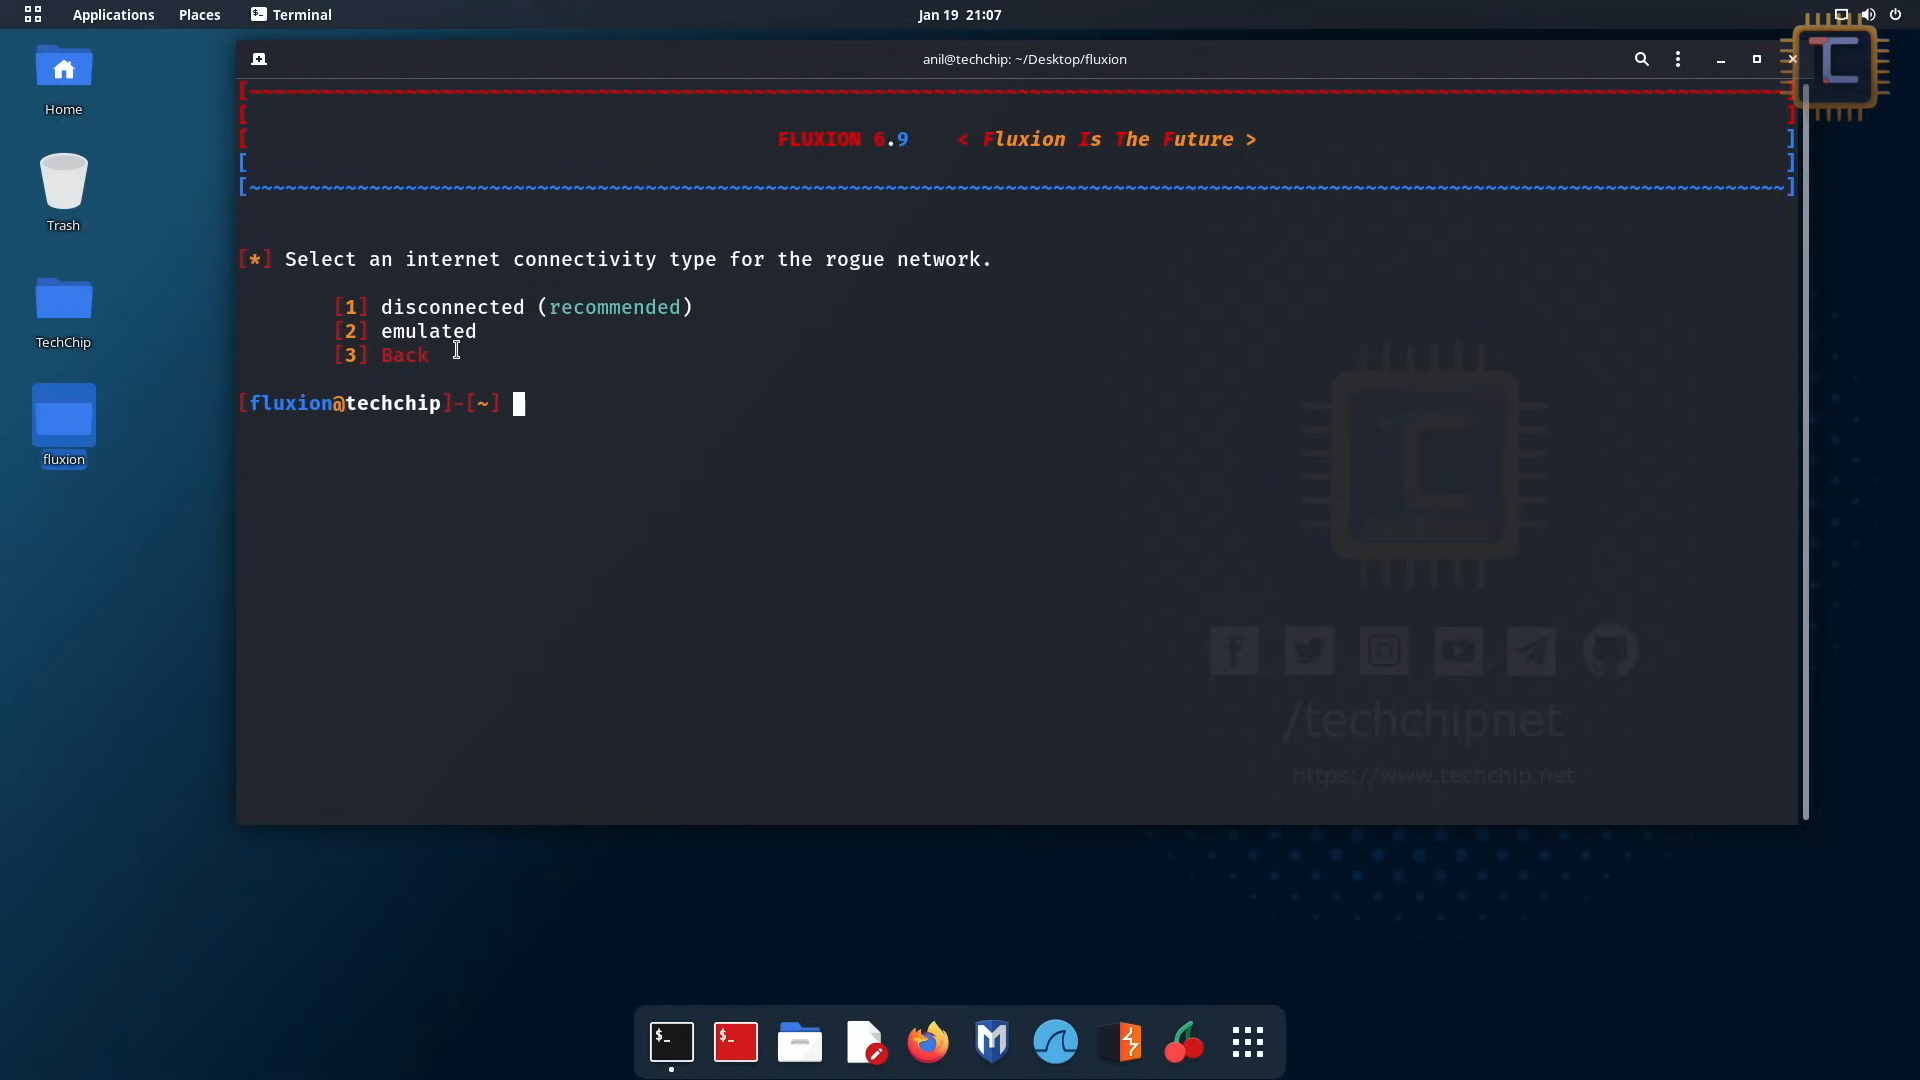 Applications Places Terminal Jan 19 21:07
anil@techchip: ~/Desktop/fluxion
Home
Trash
TechChip
fluxion
[~~~~~~~~~~~~~~~~~~~~~~~~~~~~~~~~~~~~~~~~~~~~~~~~~~~~~~~~~~~~~~~~~~~~~~~~~~~~~~~~~~~~~~~~~~~~~~~~~~~~~~~~~~~~~~~~~~~~~~~~~~~~~~~~]
[ ]
[ FLUXION 6.9 < Fluxion Is The Future > ]
[ ]
[~~~~~~~~~~~~~~~~~~~~~~~~~~~~~~~~~~~~~~~~~~~~~~~~~~~~~~~~~~~~~~~~~~~~~~~~~~~~~~~~~~~~~~~~~~~~~~~~~~~~~~~~~~~~~~~~~~~~~~~~~~~~~~~~]
[*] Select an internet connectivity type for the rogue network.
[1] disconnected (recommended)
[2] emulated
[3] Back
[fluxion@techchip]-[~]
/techchipnet
https://www.techchip.net